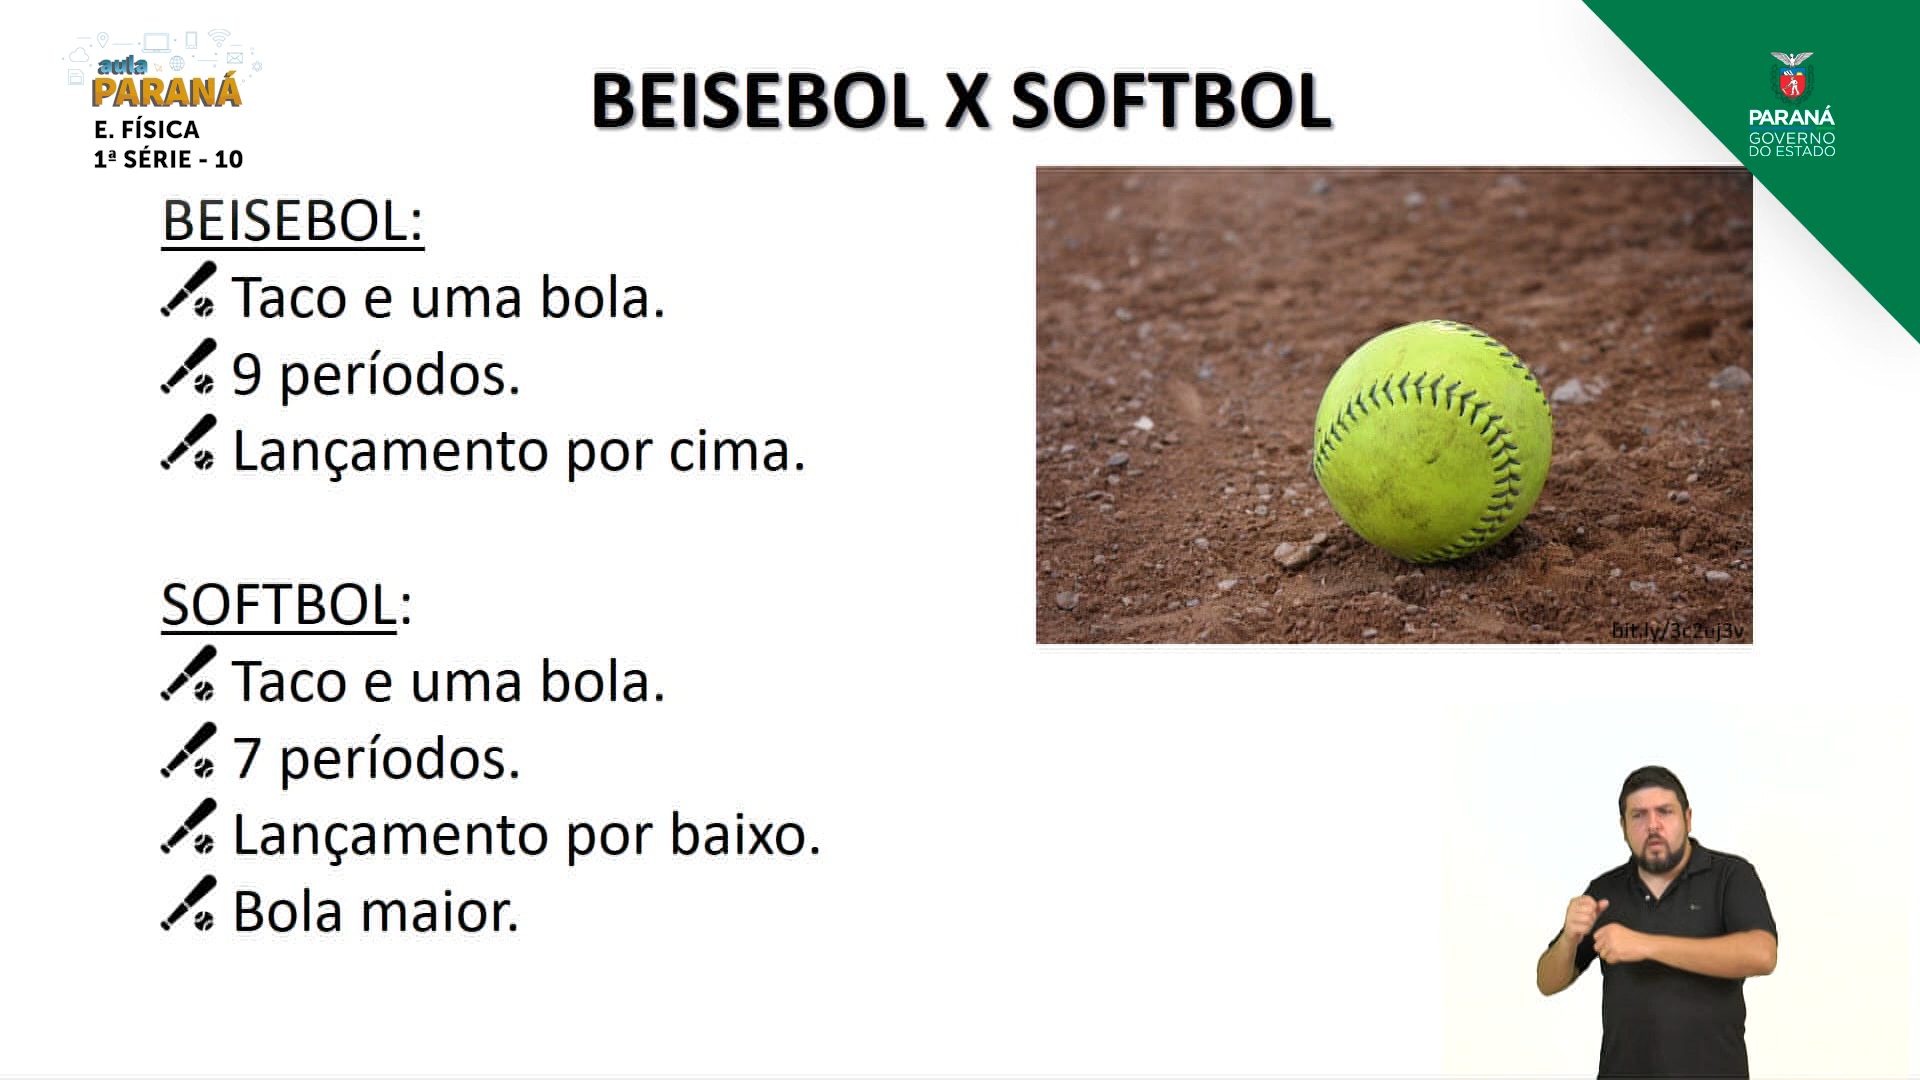 aula
PARANÁ
E. FÍSICA
1ª SÉRIE - 10
BEISEBOL X SOFTBOL
PARANÁ
GOVERNO
DO ESTADO
BEISEBOL:
Taco e uma bola.
9 períodos.
Lançamento por cima.
SOFTBOL:
Taco e uma bola.
7 períodos.
Lançamento por baixo.
Bola maior.